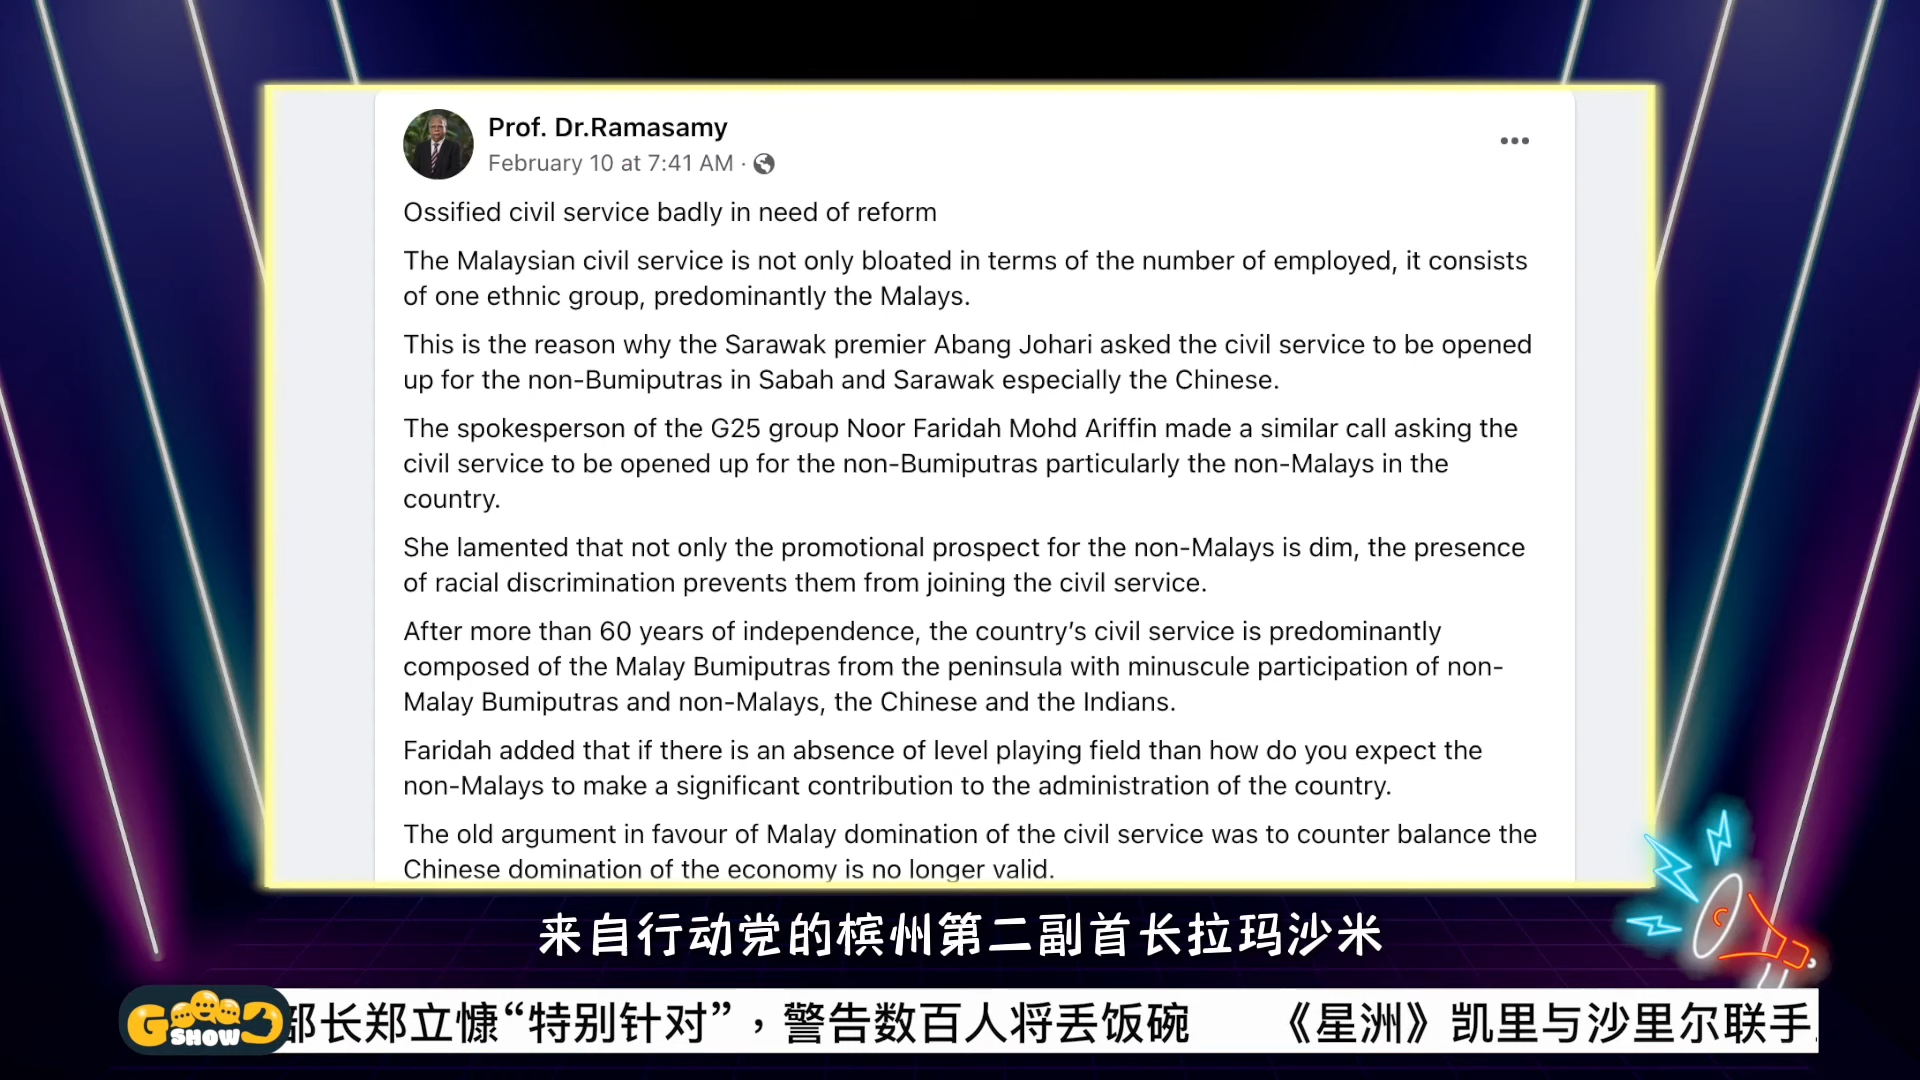 Prof. Dr.Ramasamy
February 10 at 7:41 AM ·
Ossified civil service badly in need of reform
The Malaysian civil service is not only bloated in terms of the number of employed, it consists
of one ethnic group, predominantly the Malays.
This is the reason why the Sarawak premier Abang Johari asked the civil service to be opened
up for the non-Bumiputras in Sabah and Sarawak especially the Chinese.
The spokesperson of the G25 group Noor Faridah Mohd Ariffin made a similar call asking the
civil service to be opened up for the non-Bumiputras particularly the non-Malays in the
country.
She lamented that not only the promotional prospect for the non-Malays is dim, the presence
of racial discrimination prevents them from joining the civil service.
After more than 60 years of independence, the country’s civil service is predominantly
composed of the Malay Bumiputras from the peninsula with minuscule participation of non-
Malay Bumiputras and non-Malays, the Chinese and the Indians.
Faridah added that if there is an absence of level playing field than how do you expect the
non-Malays to make a significant contribution to the administration of the country.
The old argument in favour of Malay domination of the civil service was to counter balance the
Chinese domination of the economy is no longer valid.
来自行动党的槟州第二副首长拉玛沙米
GOOD SHOW
部长郑立慷“特别针对”，警告数百人将丢饭碗 《星洲》凯里与沙里尔联手